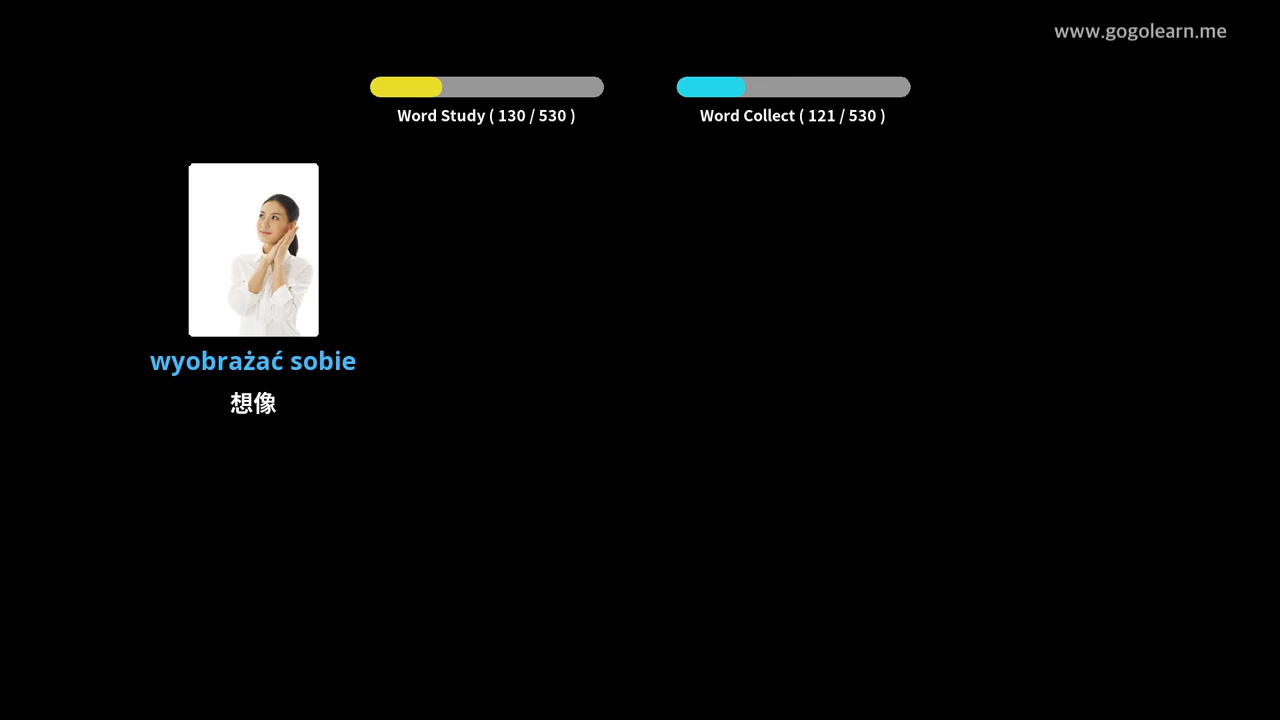 www.gogolearn.me
Word Study ( 130 / 530 )
Word Collect ( 121 / 530 )
wyobrażać sobie
想像